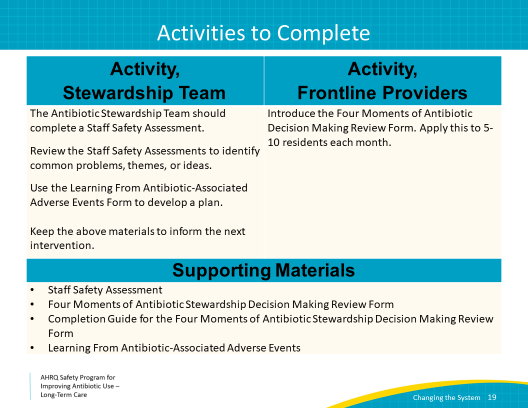 Activities to Complete
Activity,
Stewardship Team
Activity,
Frontline Providers
The Antibiotic Stewardship Team should
complete a Staff Safety Assessment.
Review the Staff Safety Assessments to identify
common problems, themes, or ideas.
Use the Learning From Antibiotic-Associated
Adverse Events Form to develop a plan.
Keep the above materials to inform the next
intervention.
Introduce the Four Moments of Antibiotic
Decision Making Review Form. Apply this to 5-
10 residents each month.
Supporting Materials
• Staff Safety Assessment
• Four Moments of Antibiotic Stewardship Decision Making Review Form
• Completion Guide for the Four Moments of Antibiotic Stewardship Decision Making Review
Form
• Learning From Antibiotic-Associated Adverse Events
AHRQ Safety Program for
Improving Antibiotic Use –
Long-Term Care
Changing the System 19